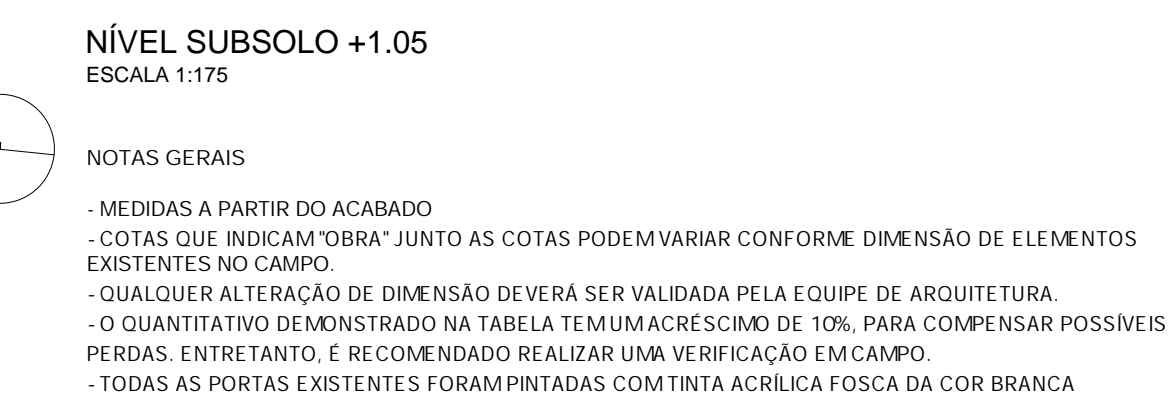 NÍVEL SUBSOLO +1.05
ESCALA 1:175
NOTAS GERAIS
- MEDIDAS A PARTIR DO ACABADO
- COTAS QUE INDICAM "OBRA" JUNTO AS COTAS PODEM VARIAR CONFORME DIMENSÃO DE ELEMENTOS
EXISTENTES NO CAMPO.
- QUALQUER ALTERAÇÃO DE DIMENSÃO DEVERÁ SER VALIDADA PELA EQUIPE DE ARQUITETURA.
- O QUANTITATIVO DEMONSTRADO NA TABELA TEM UM ACRÉSCIMO DE 10%, PARA COMPENSAR POSSÍVEIS
PERDAS. ENTRETANTO, É RECOMENDADO REALIZAR UMA VERIFICAÇÃO EM CAMPO.
- TODAS AS PORTAS EXISTENTES FORAM PINTADAS COM TINTA ACRÍLICA FOSCA DA COR BRANCA